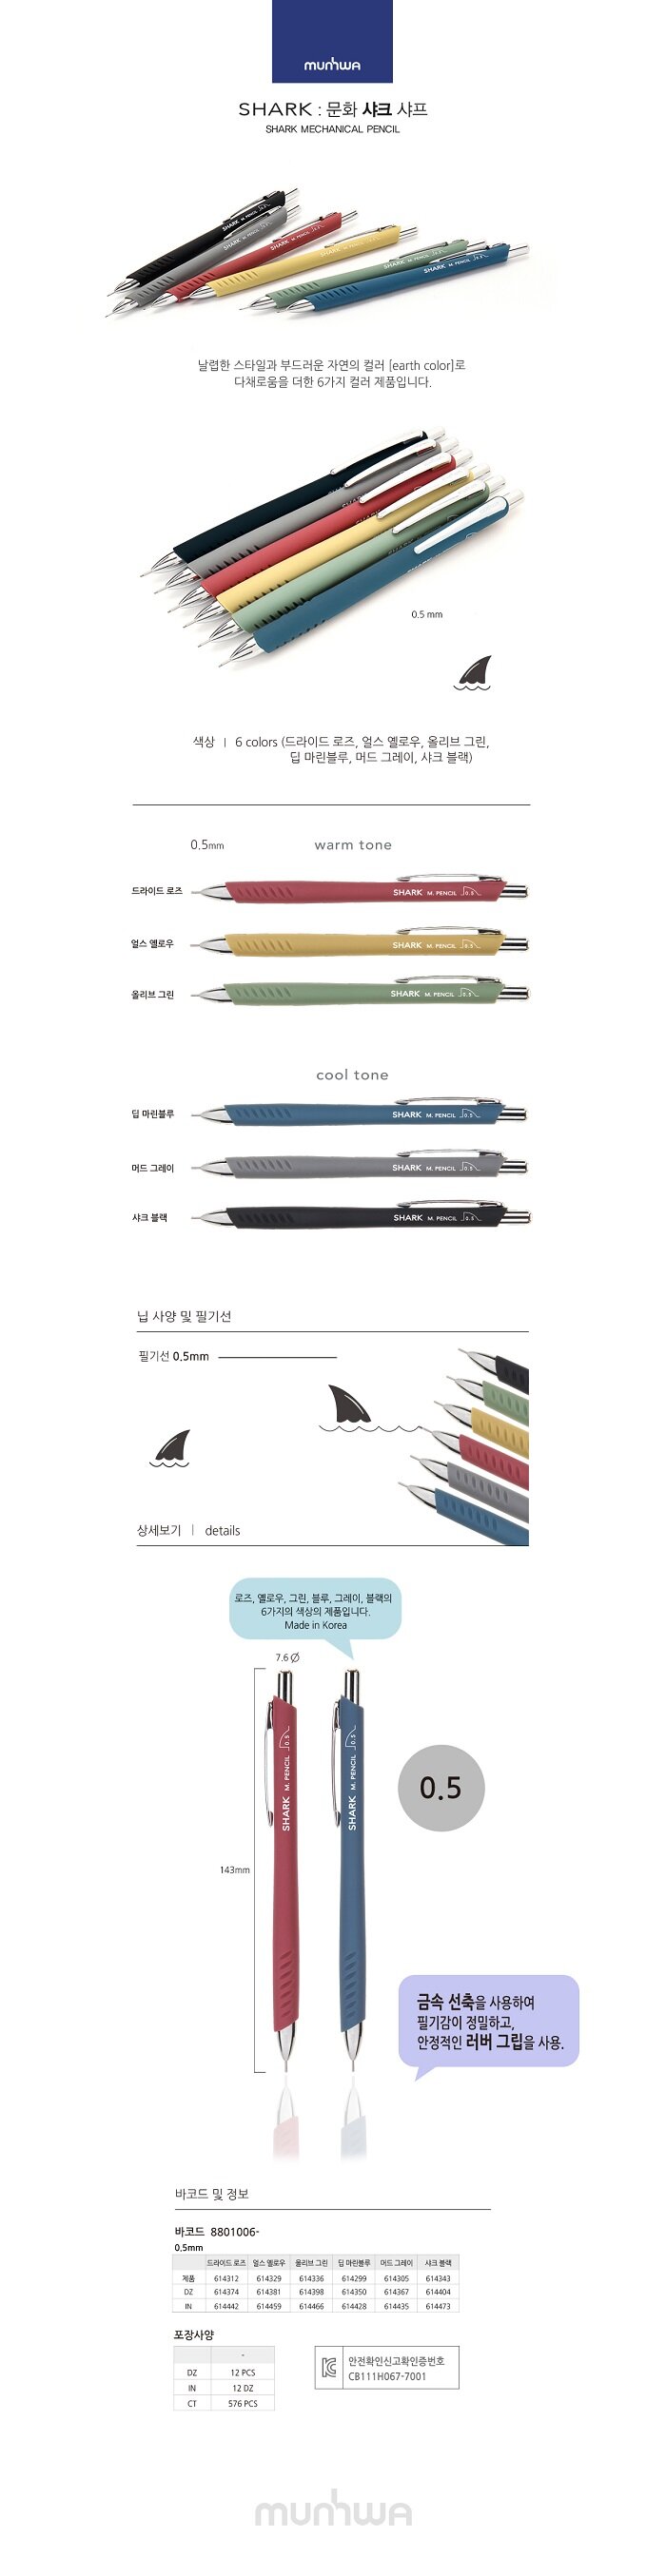 munhwa
SHARK : 문화 샤크 샤프
SHARK MECHANICAL PENCIL
SHARK M. PENCIL
SHARK M. PENCIL
SHARK M. PENCIL
SHARK M. PENCIL
SHARK M. PENCIL
날렵한 스타일과 부드러운 자연의 컬러 [earth color]로
다채로움을 더한 6가지 컬러 제품입니다.
0.5 mm
색상 | 6 colors (드라이드 로즈, 얼스 옐로우, 올리브 그린,
딥 마린블루, 머드 그레이, 샤크 블랙)
0.5mm warm tone
드라이드 로즈 SHARK M. PENCIL 0.5
얼스 옐로우 SHARK M. PENCIL 0.5
올리브 그린 SHARK M. PENCIL 0.5
cool tone
딥 마린블루 SHARK M. PENCIL 0.5
머드 그레이 SHARK M. PENCIL 0.5
샤크 블랙 SHARK M. PENCIL 0.5
닙 사양 및 필기선
필기선 0.5mm
상세보기 | details
로즈, 옐로우, 그린, 블루, 그레이, 블랙의
6가지의 색상의 제품입니다.
Made in Korea
7.6 Ø
SHARK M. PENCIL 0.5
SHARK M. PENCIL 0.5
0.5
143mm
금속 선축을 사용하여
필기감이 정밀하고,
안정적인 러버 그립을 사용.
바코드 및 정보
바코드 8801006-
0.5mm
드라이드 로즈 얼스 옐로우 올리브 그린 딥 마린블루 머드 그레이 샤크 블랙
제품 614312 614329 614336 614299 614305 614343
DZ 614374 614381 614398 614350 614367 614404
IN 614442 614459 614466 614428 614435 614473
포장사양
-
DZ 12 PCS
IN 12 DZ
CT 576 PCS
안전확인신고확인증번호
CB111H067-7001
munhwa